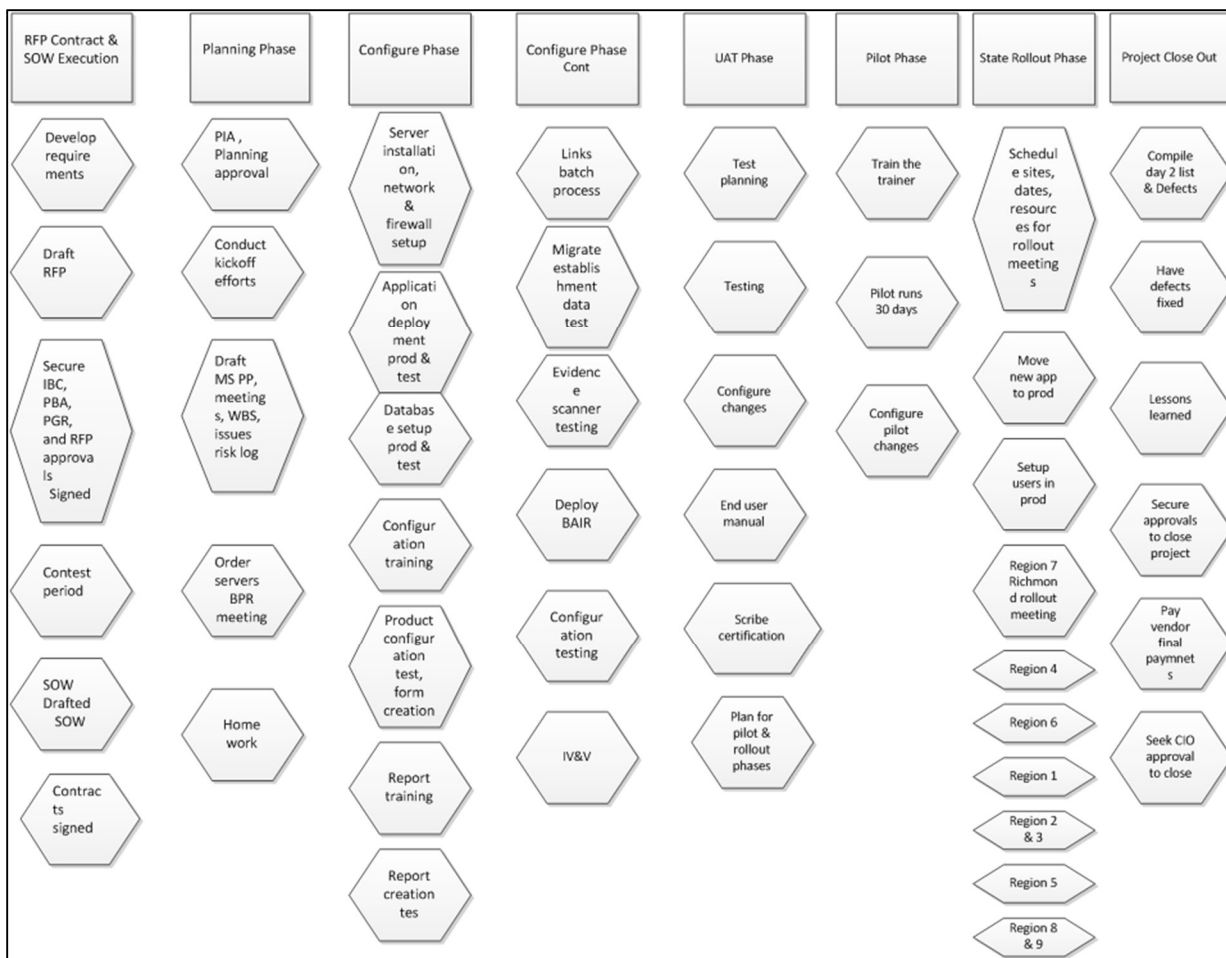 RFP Contract &
SOW Execution
Develop
require
ments
Draft
RFP
Secure
IBC,
PBA,
PGR,
and RFP
approva
ls
Signed
Contest
period
SOW
Drafted
SOW
Contrac
ts
signed
Planning Phase
PIA ,
Planning
approval
Conduct
kickoff
efforts
Draft
MS PP,
meeting
s, WBS,
issues
risk log
Order
servers
BPR
meeting
Home
work
Configure Phase
Server
installati
on,
network
&
firewall
setup
Applicati
on
deploy
ment
prod &
test
Databas
e setup
prod &
test
Configur
ation
training
Product
configur
ation
test,
form
creation
Report
training
Report
creation
tes
Configure Phase
Cont
Links
batch
process
Migrate
establis
hment
data
test
Evidenc
e
scanner
testing
Deploy
BAIR
Configur
ation
testing
IV&V
UAT Phase
Test
planning
Testing
Configure
changes
End user
manual
Scribe
certification
Plan for
pilot &
rollout
phases
Pilot Phase
Train the
trainer
Pilot runs
30 days
Configure
pilot
changes
State Rollout Phase
Schedul
e sites,
dates,
resourc
es for
rollout
meeting
s
Move
new app
to prod
Setup
users in
prod
Region 7
Richmon
d rollout
meeting
Region 4
Region 6
Region 1
Region 2
& 3
Region 5
Region 8
& 9
Project Close Out
Compile
day 2 list
& Defects
Have
defects
fixed
Lessons
learned
Secure
approvals
to close
project
Pay
vendor
final
paymnet
s
Seek CIO
approval
to close